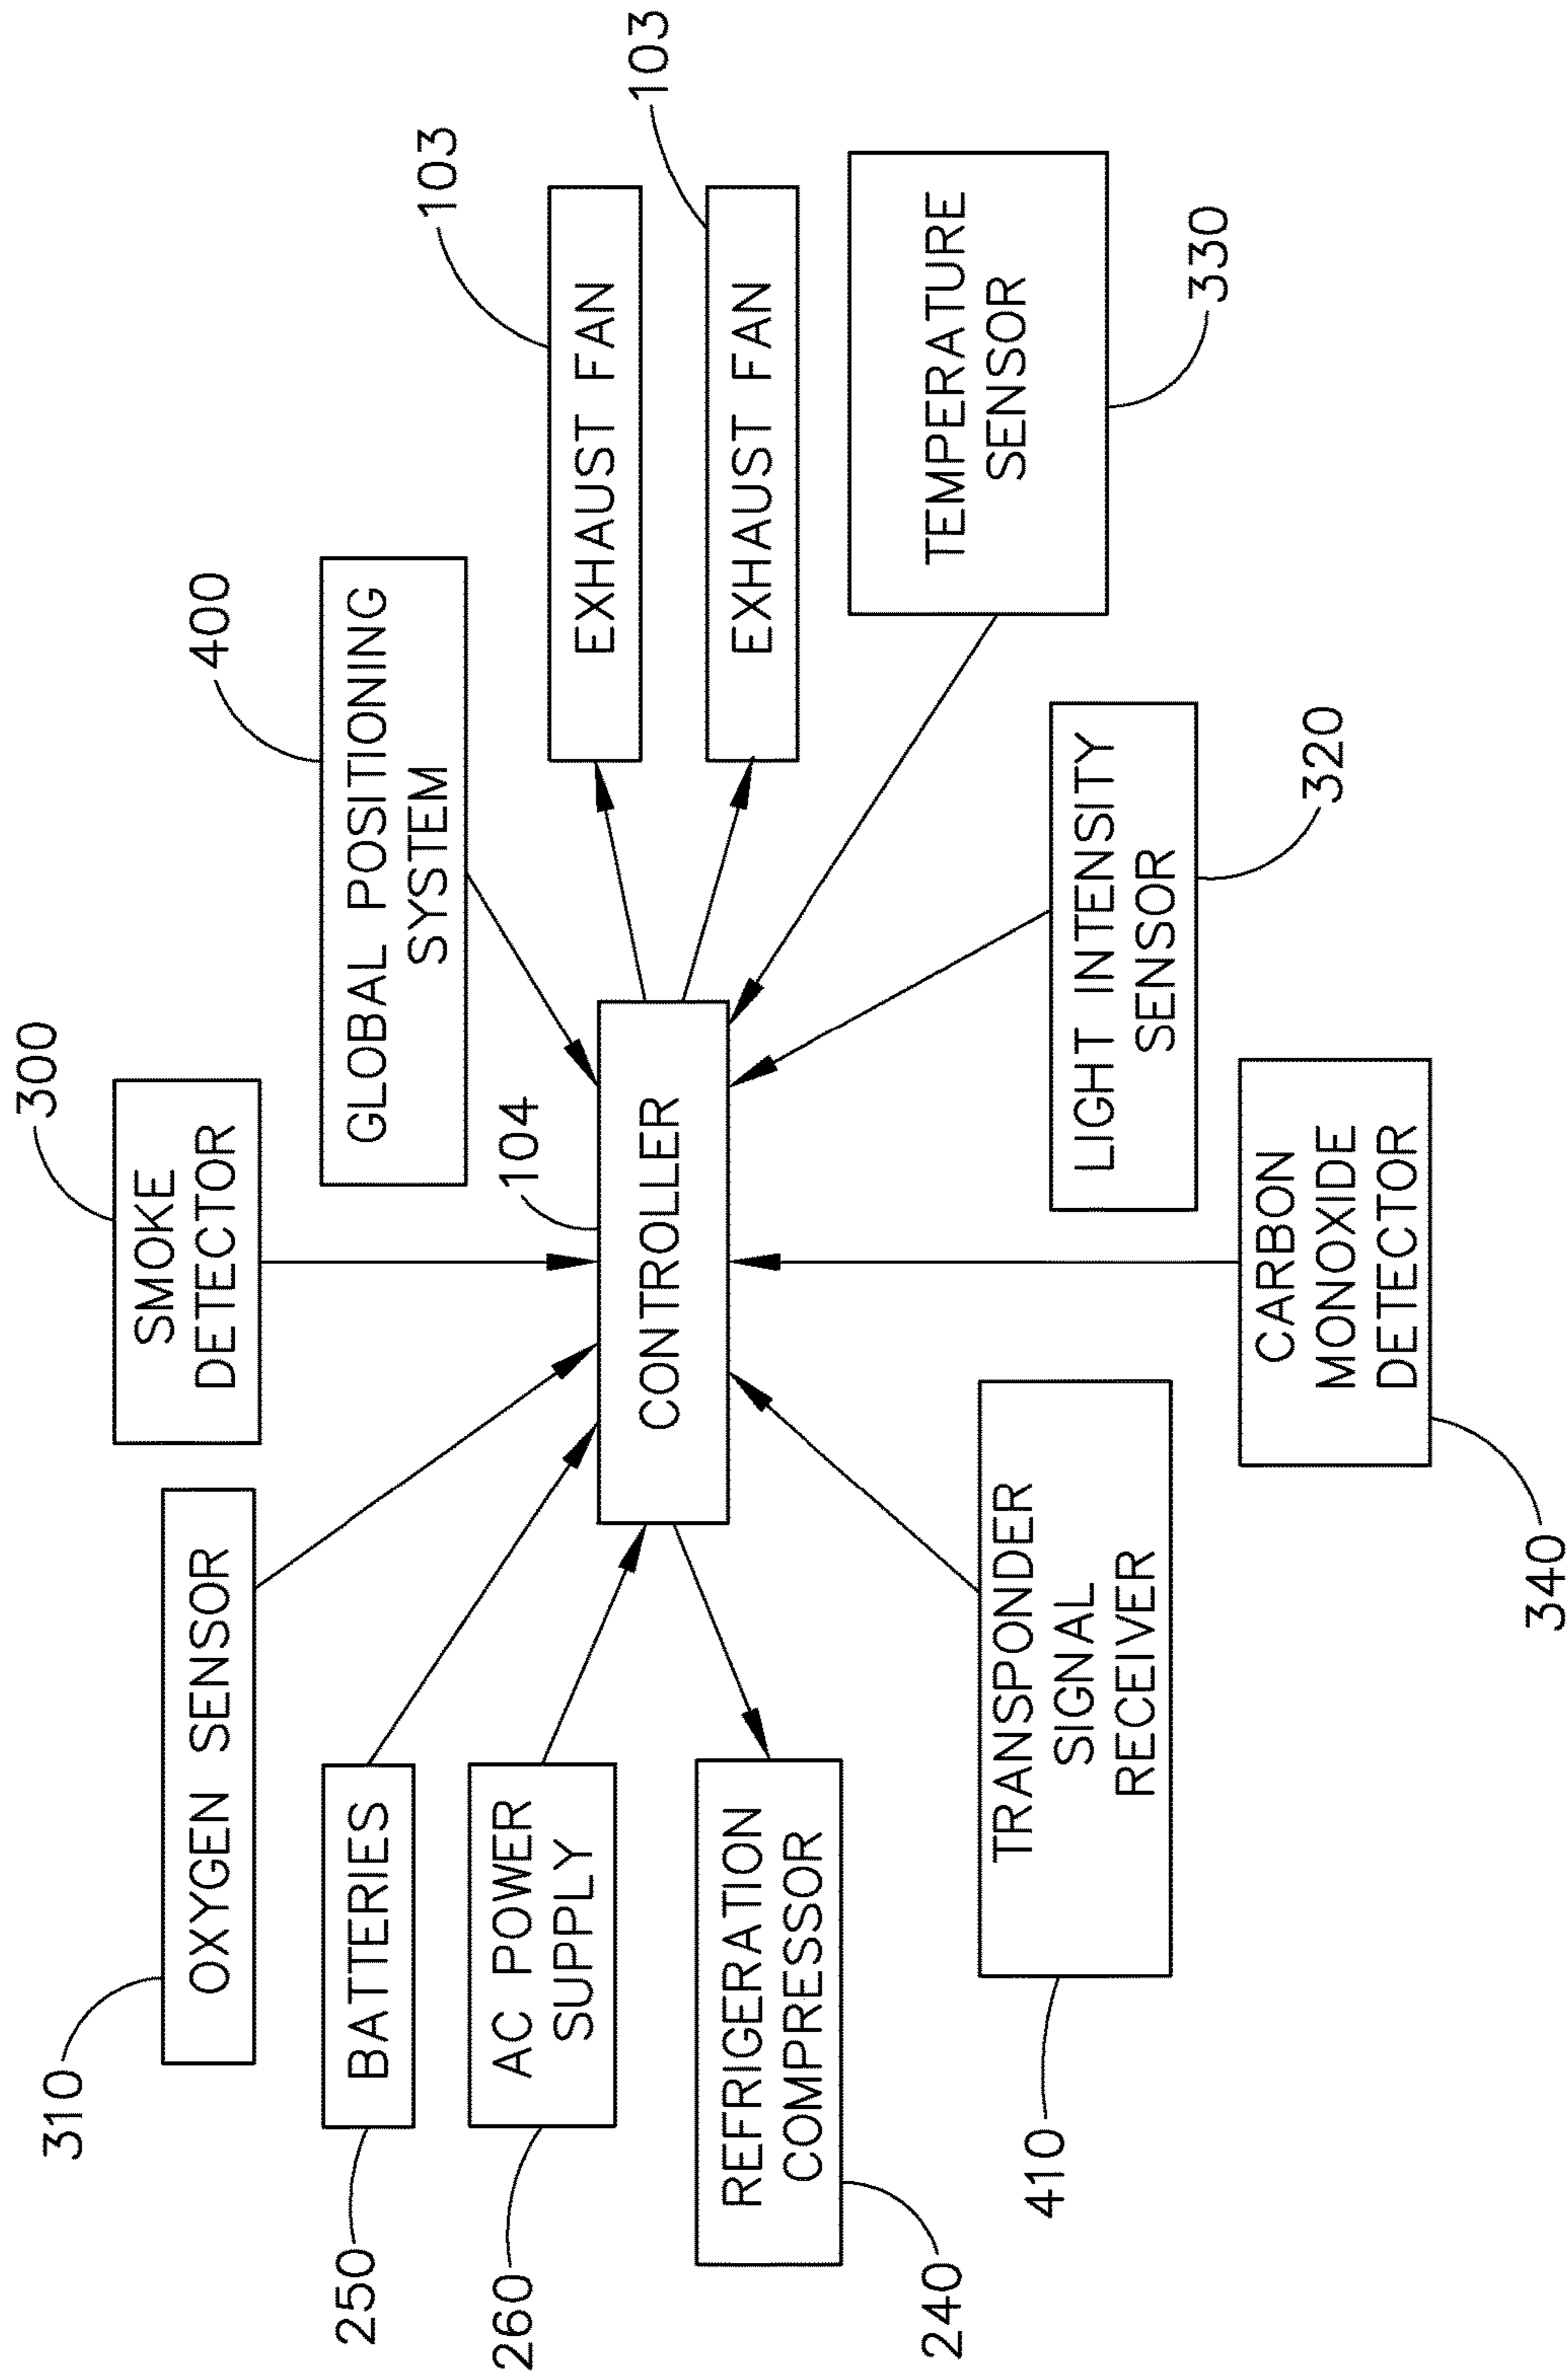 300
SMOKE
DETECTOR
400
GLOBAL POSITIONING
SYSTEM
103
EXHAUST FAN
103
EXHAUST FAN
310
OXYGEN SENSOR
250
BATTERIES
260
AC POWER
SUPPLY
104
CONTROLLER
240
REFRIGERATION
COMPRESSOR
TEMPERATURE
SENSOR
330
410
TRANSPONDER
SIGNAL
RECEIVER
LIGHT INTENSITY
SENSOR
320
CARBON
MONOXIDE
DETECTOR
340